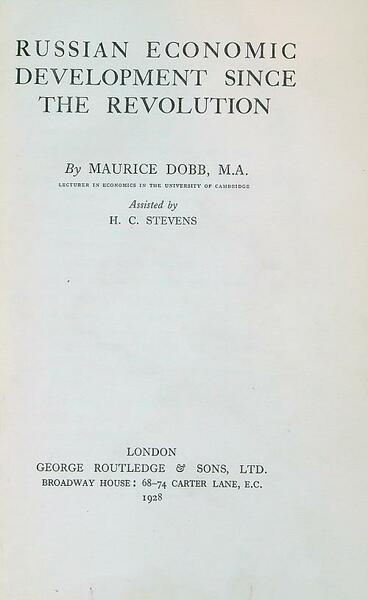 RUSSIAN ECONOMIC
DEVELOPMENT SINCE
THE REVOLUTION
By MAURICE DOBB, M.A.
LECTURER IN ECONOMICS IN THE UNIVERSITY OF CAMBRIDGE
Assisted by
H. C. STEVENS
LONDON
GEORGE ROUTLEDGE & SONS, LTD.
BROADWAY HOUSE: 68-74 CARTER LANE, E.C.
1928